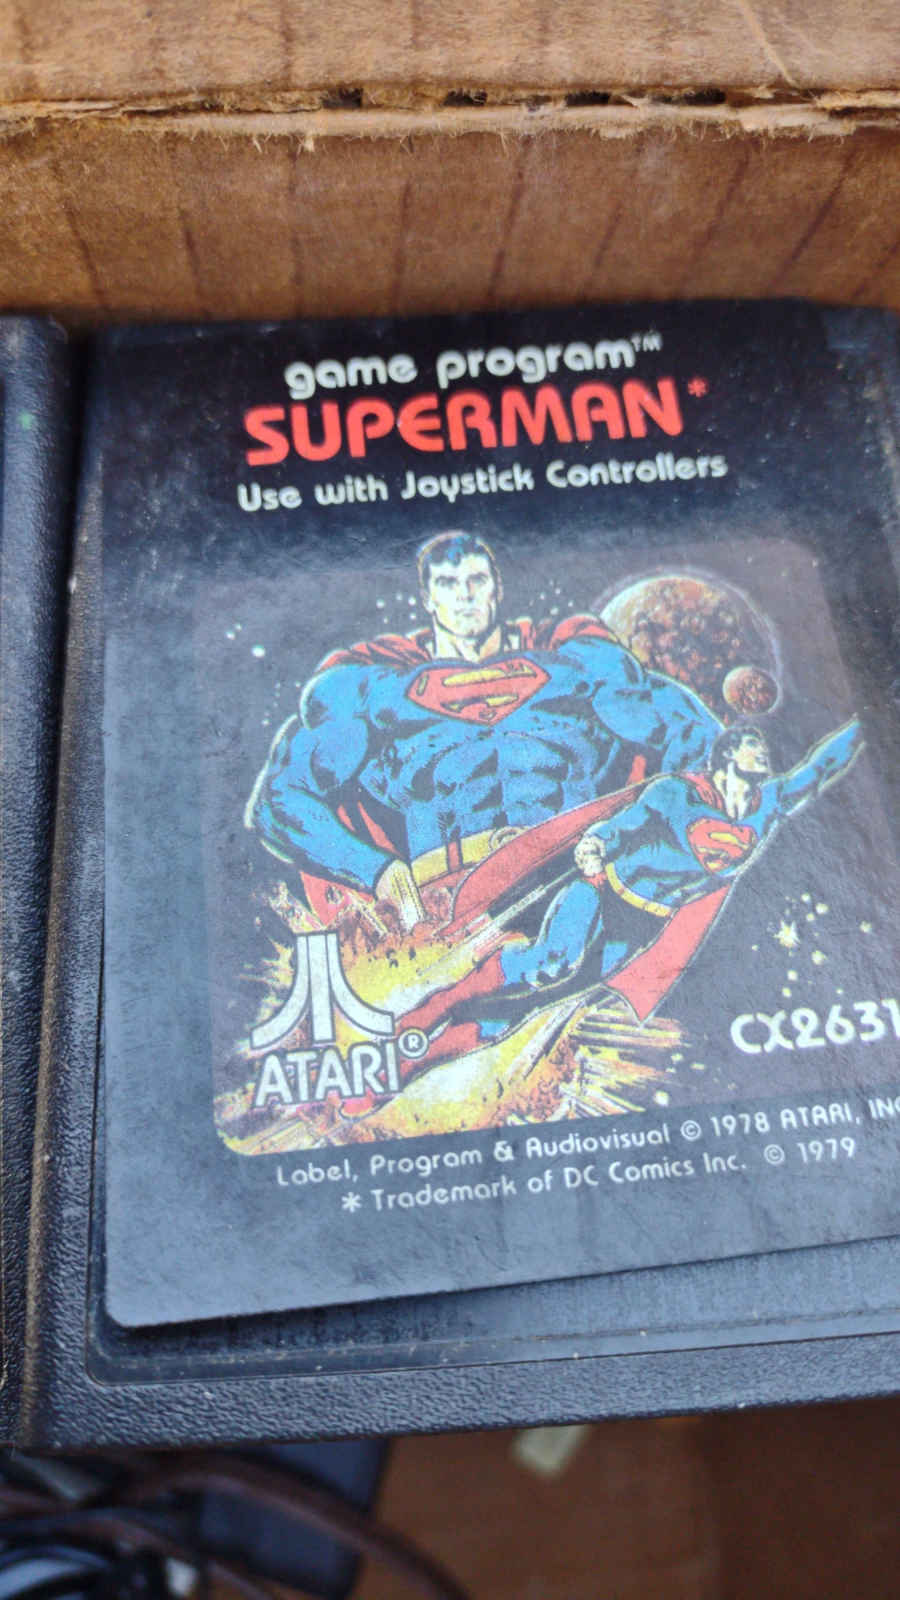 game program™
SUPERMAN*
Use with Joystick Controllers
ATARI®
CX2631
Label, Program & Audiovisual © 1978 ATARI, INC
* Trademark of DC Comics Inc. © 1979